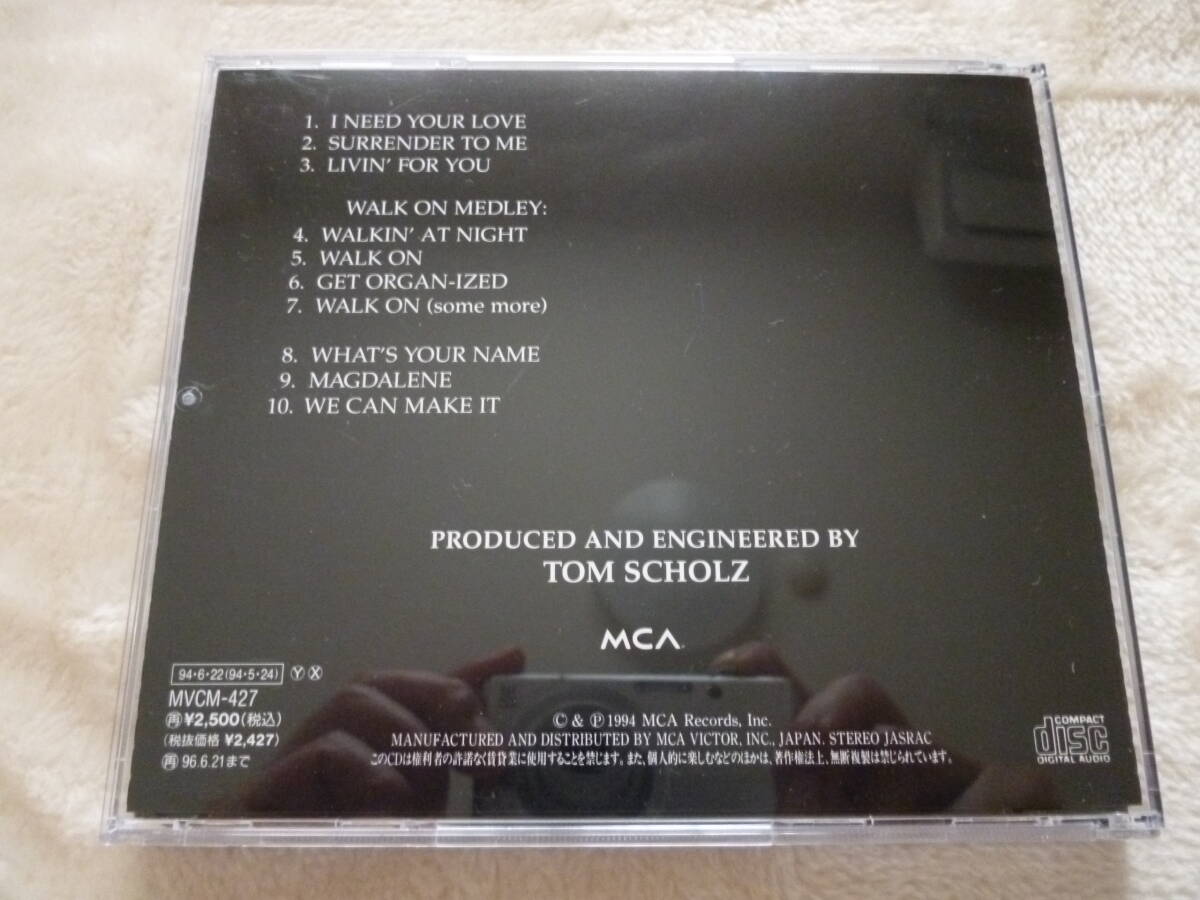 1. I NEED YOUR LOVE
2. SURRENDER TO ME
3. LIVIN' FOR YOU
WALK ON MEDLEY:
4. WALKIN' AT NIGHT
5. WALK ON
6. GET ORGAN-IZED
7. WALK ON (some more)
8. WHAT'S YOUR NAME
9. MAGDALENE
10. WE CAN MAKE IT
PRODUCED AND ENGINEERED BY
TOM SCHOLZ
MCA
94・6・22(94・5・24) Ⓨ Ⓧ
MVCM-427
㊢¥2,500(税込)
(税抜価格 ¥2,427)
㊢ 96.6.21まで
© & ℗ 1994 MCA Records, Inc.
MANUFACTURED AND DISTRIBUTED BY MCA VICTOR, INC., JAPAN. STEREO JASRAC
このCDは権利者の許諾なく賃貸業に使用することを禁じます。また、個人的に楽しむなどのほかは、著作権法上、無断複製は禁じられています。
COMPACT
disc
DIGITAL AUDIO